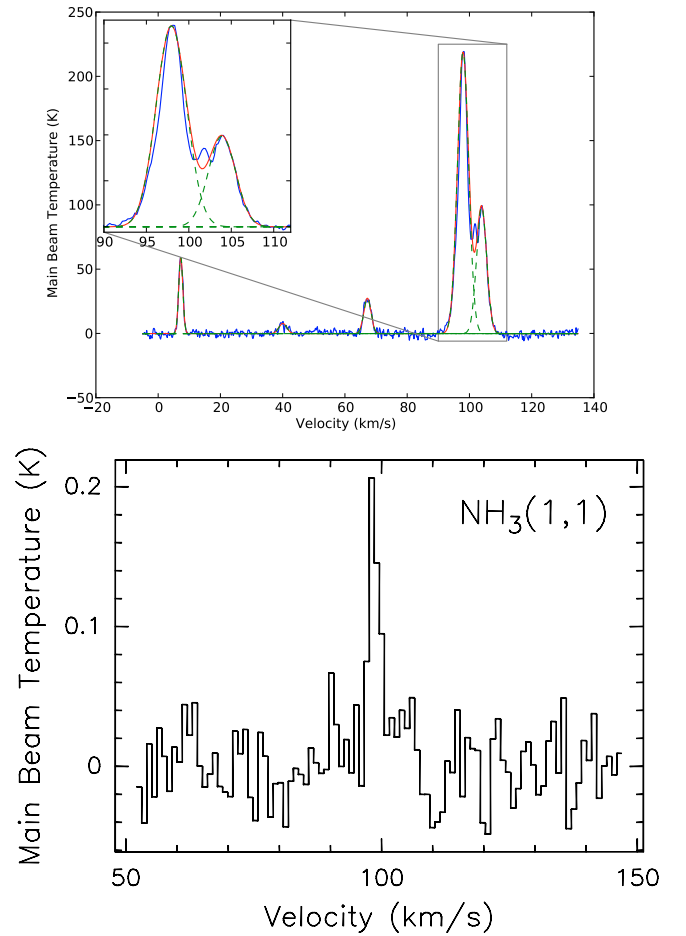 250
200
150
100
50
0
−50
Main Beam Temperature (K)
90 95 100 105 110
−20 0 20 40 60 80 100 120 140
Velocity (km/s)
NH₃(1,1)
0.2
0.1
0
Main Beam Temperature (K)
50 100 150
Velocity (km/s)